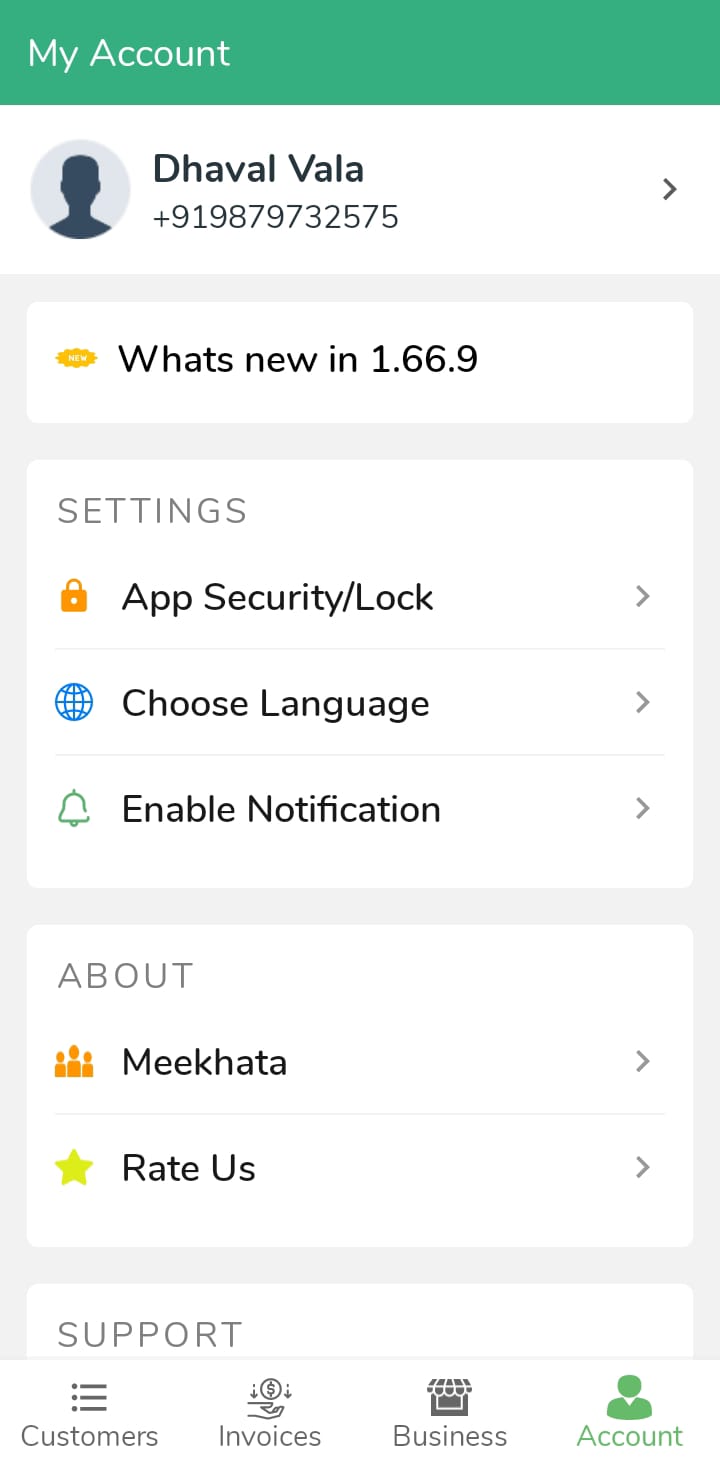 My Account
Dhaval Vala
+919879732575
NEW
Whats new in 1.66.9
SETTINGS
App Security/Lock
Choose Language
Enable Notification
ABOUT
Meekhata
Rate Us
SUPPORT
Customers
Invoices
Business
Account